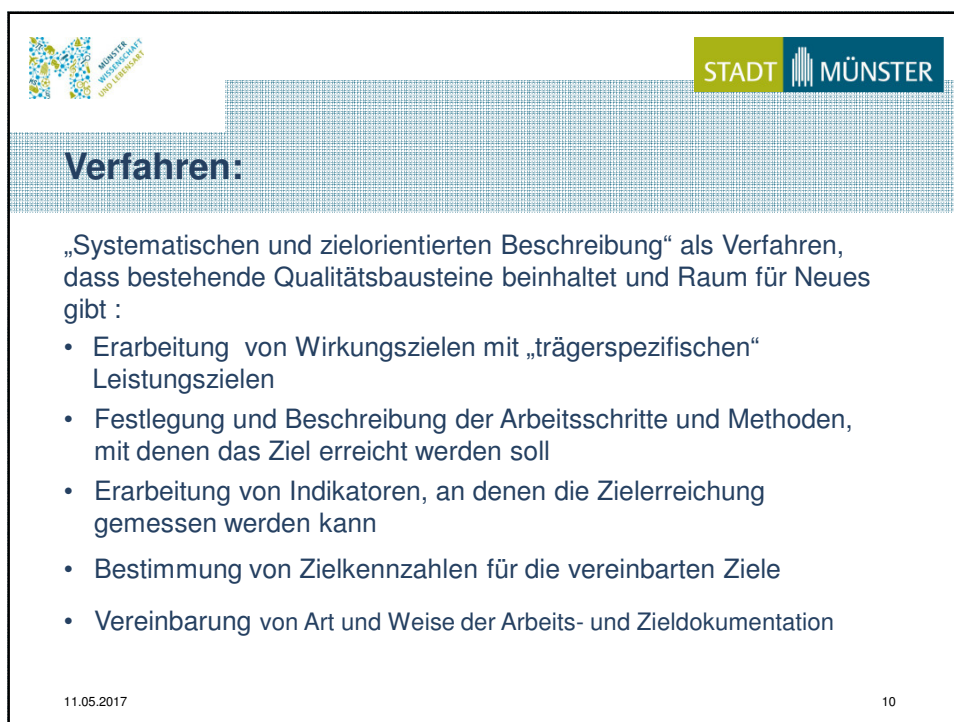 MÜNSTER
WISSENSCHAFT
UND LEBENSART
STADT MÜNSTER
Verfahren:
„Systematischen und zielorientierten Beschreibung“ als Verfahren,
dass bestehende Qualitätsbausteine beinhaltet und Raum für Neues
gibt :
• Erarbeitung von Wirkungszielen mit „trägerspezifischen“
Leistungszielen
• Festlegung und Beschreibung der Arbeitsschritte und Methoden,
mit denen das Ziel erreicht werden soll
• Erarbeitung von Indikatoren, an denen die Zielerreichung
gemessen werden kann
• Bestimmung von Zielkennzahlen für die vereinbarten Ziele
• Vereinbarung von Art und Weise der Arbeits- und Zieldokumentation
11.05.2017 10